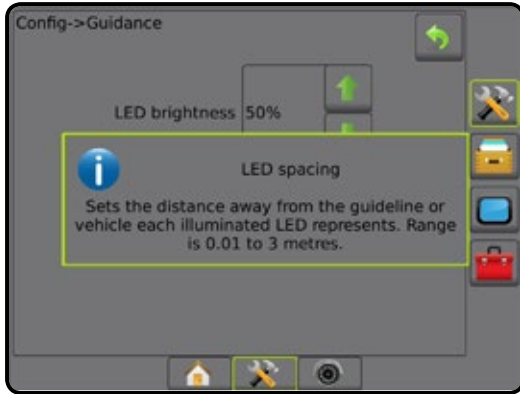 Config->Guidance
LED brightness 50%
LED spacing
Sets the distance away from the guideline or
vehicle each illuminated LED represents. Range
is 0.01 to 3 metres.